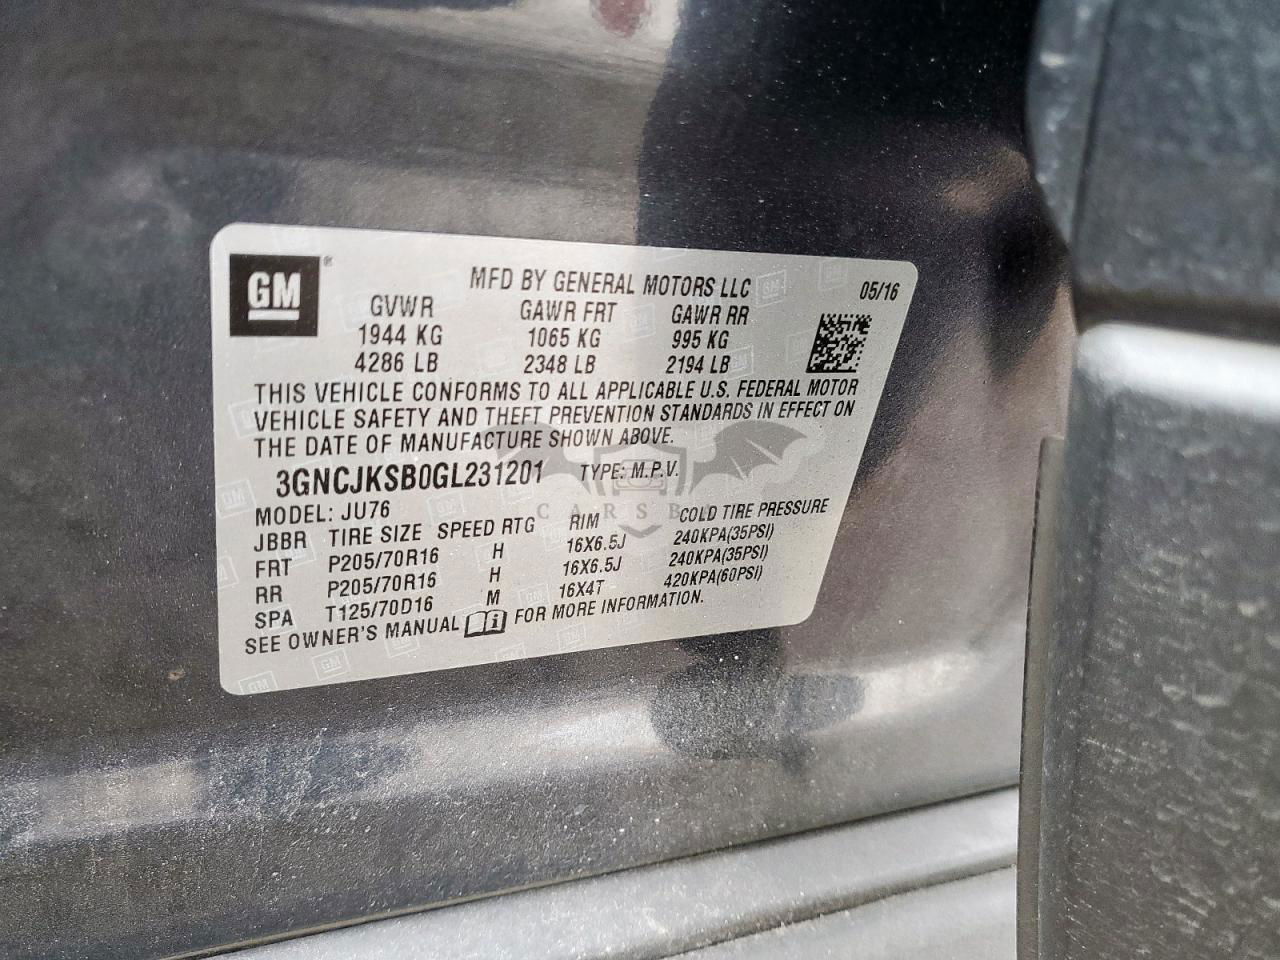 GM ®
MFD BY GENERAL MOTORS LLC
05/16
GVWR GAWR FRT GAWR RR
1944 KG 1065 KG 995 KG
4286 LB 2348 LB 2194 LB
THIS VEHICLE CONFORMS TO ALL APPLICABLE U.S. FEDERAL MOTOR
VEHICLE SAFETY AND THEFT PREVENTION STANDARDS IN EFFECT ON
THE DATE OF MANUFACTURE SHOWN ABOVE.
3GNCJKSB0GL231201 TYPE: M.P.V.
MODEL: JU76
JBBR TIRE SIZE SPEED RTG RIM COLD TIRE PRESSURE
FRT P205/70R16 H 16X6.5J 240KPA(35PSI)
RR P205/70R16 H 16X6.5J 240KPA(35PSI)
SPA T125/70D16 M 16X4T 420KPA(60PSI)
SEE OWNER'S MANUAL FOR MORE INFORMATION.